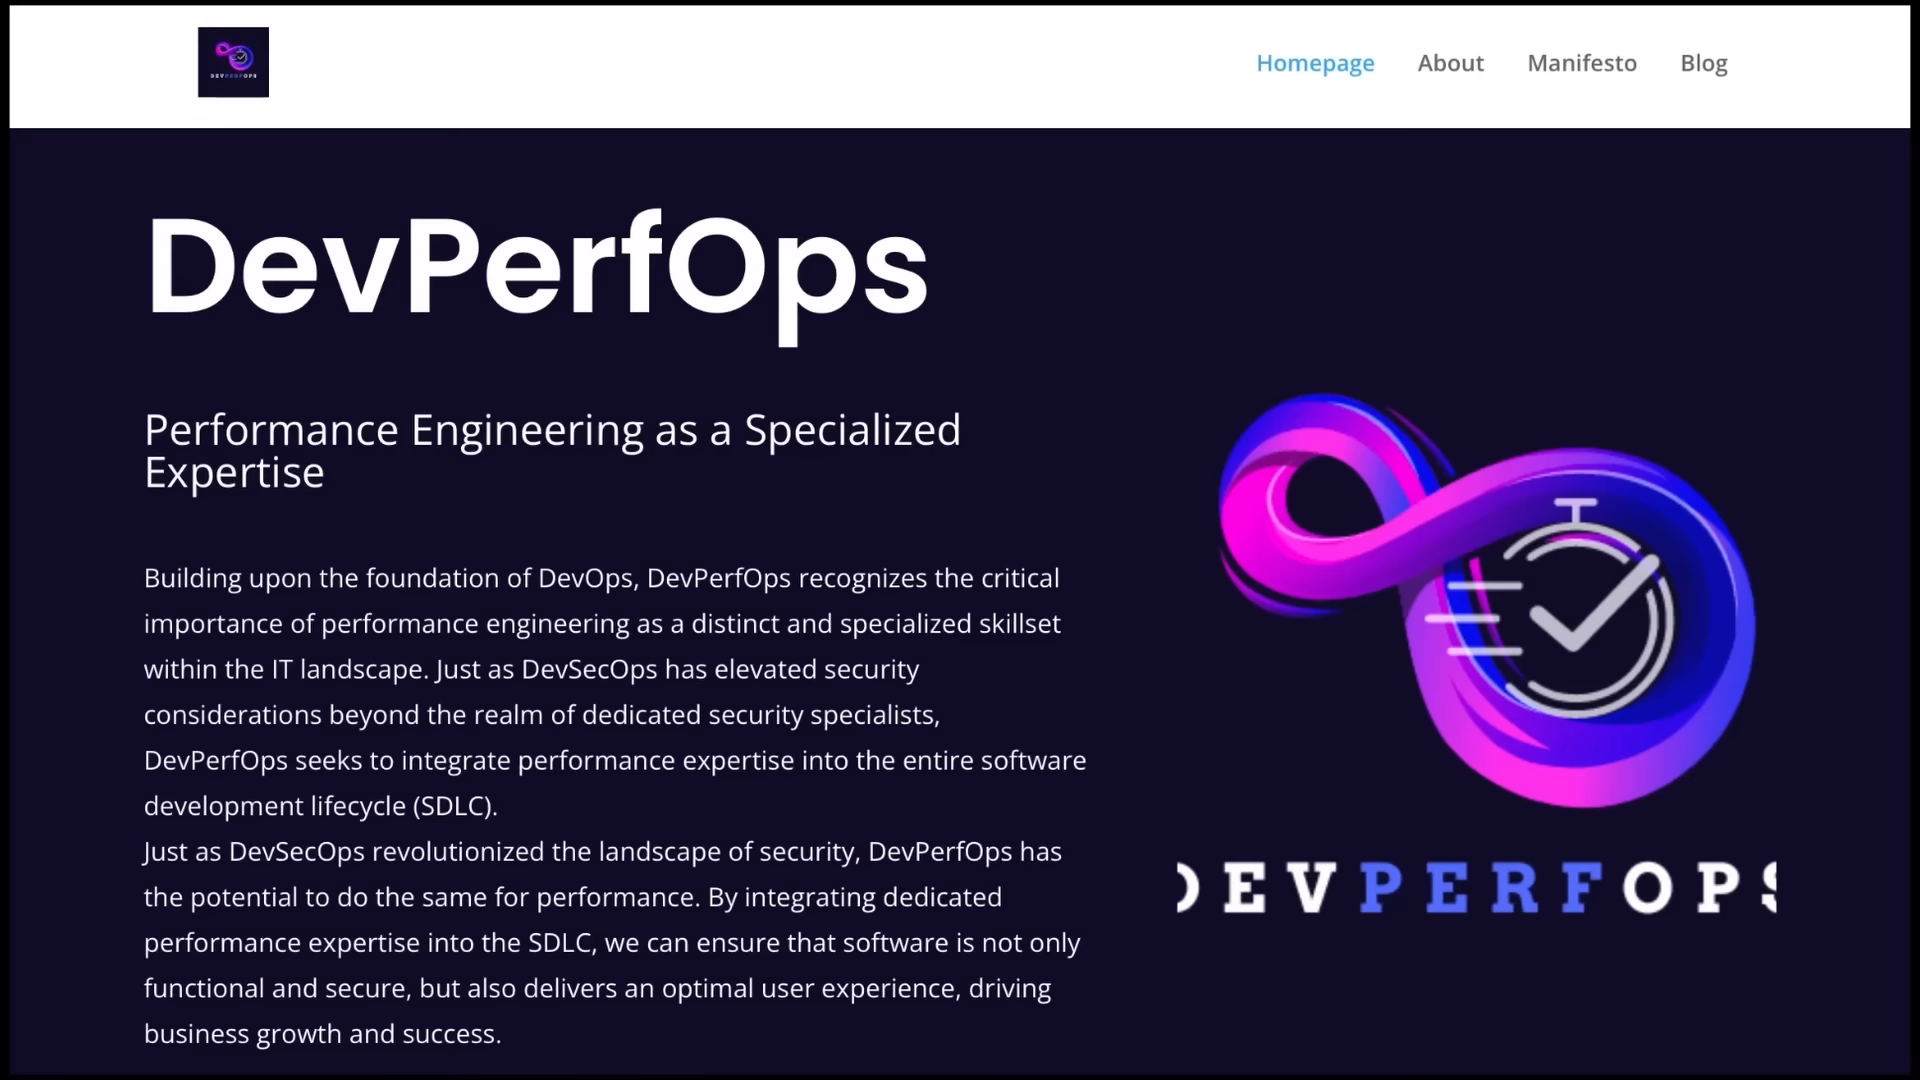 DEVPERFOPS
Homepage
About
Manifesto
Blog
DevPerfOps
Performance Engineering as a Specialized
Expertise
Building upon the foundation of DevOps, DevPerfOps recognizes the critical
importance of performance engineering as a distinct and specialized skillset
within the IT landscape. Just as DevSecOps has elevated security
considerations beyond the realm of dedicated security specialists,
DevPerfOps seeks to integrate performance expertise into the entire software
development lifecycle (SDLC).
Just as DevSecOps revolutionized the landscape of security, DevPerfOps has
the potential to do the same for performance. By integrating dedicated
performance expertise into the SDLC, we can ensure that software is not only
functional and secure, but also delivers an optimal user experience, driving
business growth and success.
DEVPERFOPS